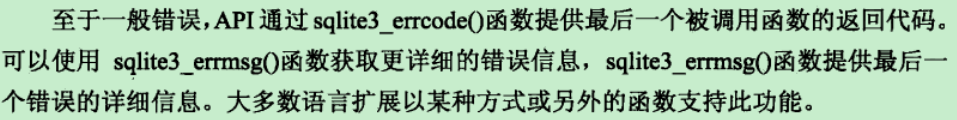 至于一般错误，API 通过 sqlite3_errcode()函数提供最后一个被调用函数的返回代码。
可以使用 sqlite3_errmsg()函数获取更详细的错误信息，sqlite3_errmsg()函数提供最后一
个错误的详细信息。大多数语言扩展以某种方式或另外的函数支持此功能。